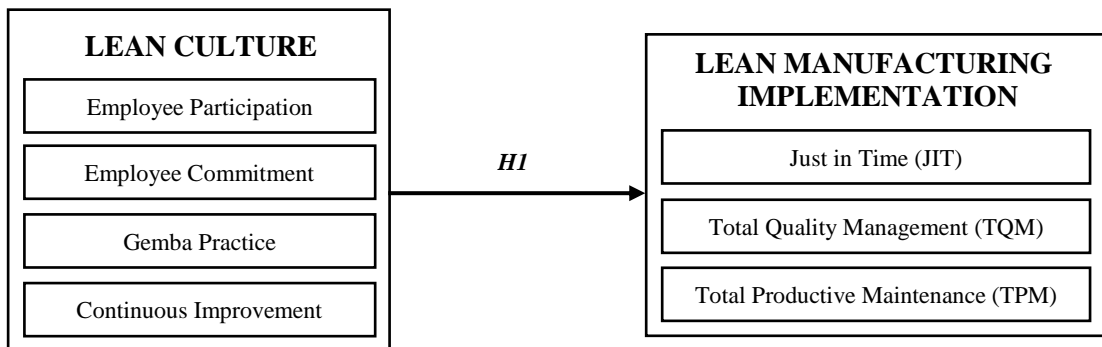 LEAN CULTURE
Employee Participation
Employee Commitment
Gemba Practice
Continuous Improvement
H1
LEAN MANUFACTURING
IMPLEMENTATION
Just in Time (JIT)
Total Quality Management (TQM)
Total Productive Maintenance (TPM)